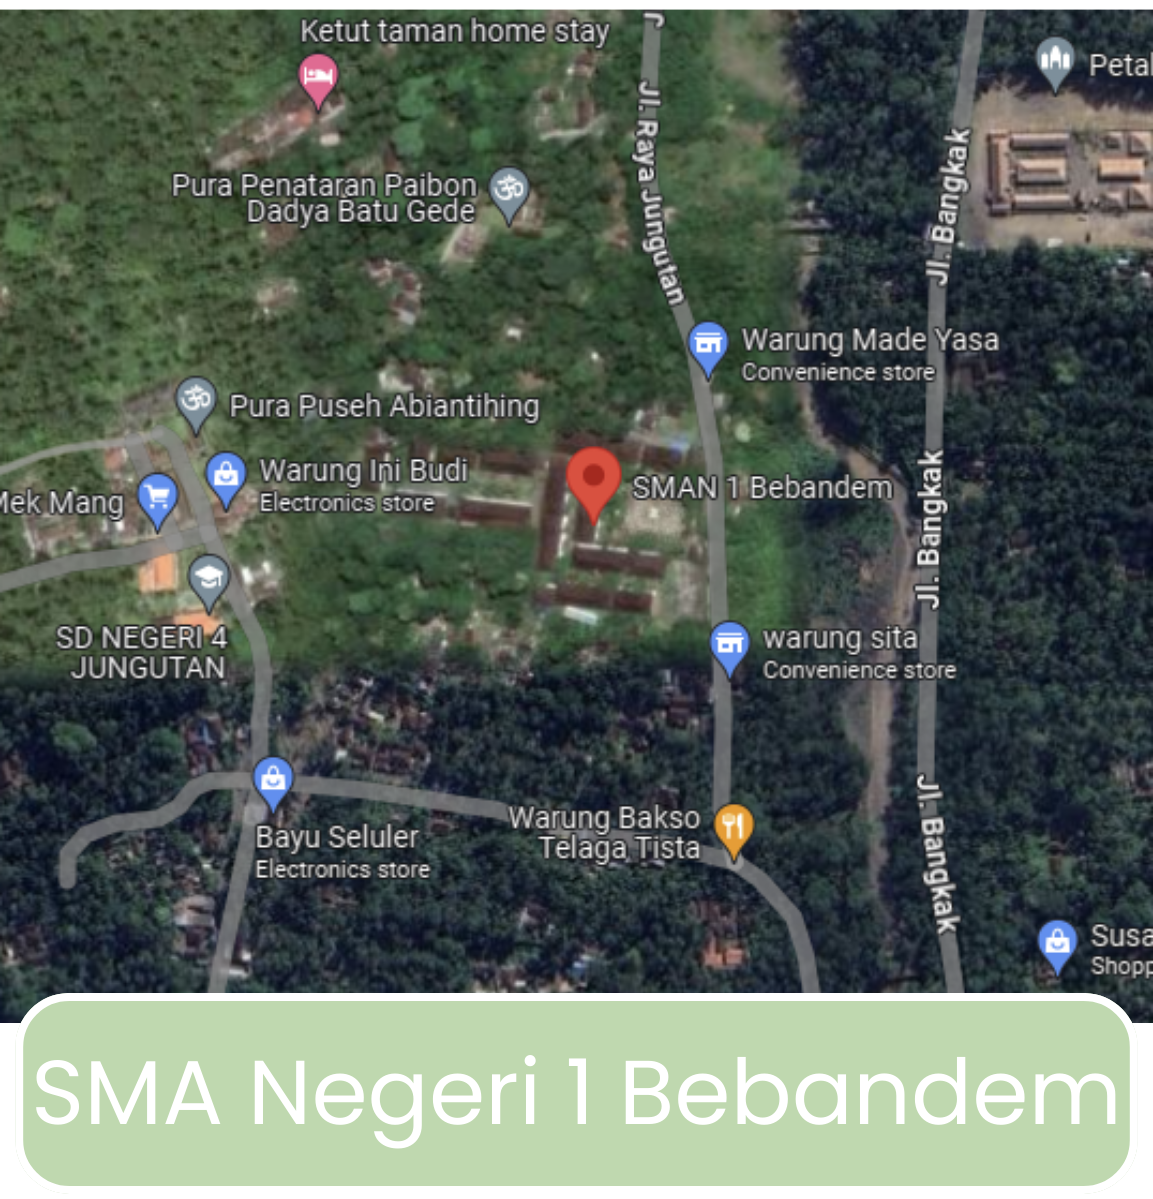 Ketut taman home stay
Jl. Raya Jungutan
Jl. Bangkak
Pura Penataran Paibon
Dadya Batu Gede
Warung Made Yasa
Convenience store
Pura Puseh Abiantihing
Warung Ini Budi
Electronics store
Mek Mang
SMAN 1 Bebandem
Jl. Bangkak
SD NEGERI 4
JUNGUTAN
warung sita
Convenience store
Bayu Seluler
Electronics store
Warung Bakso
Telaga Tista
Jl. Bangkak
SMA Negeri 1 Bebandem